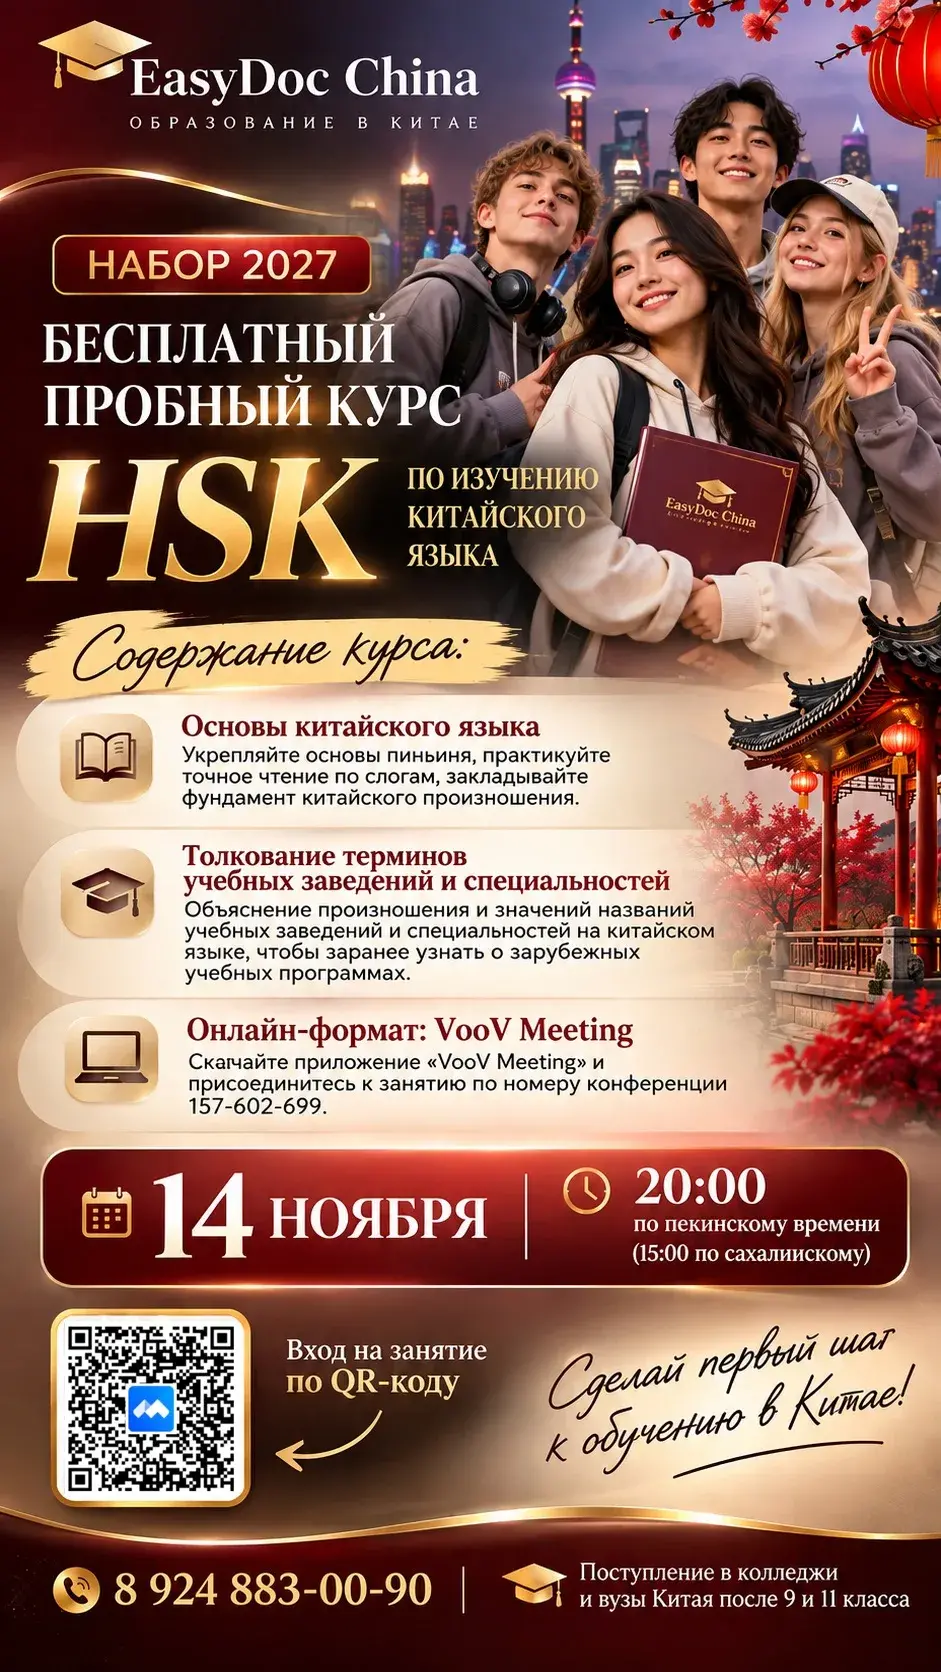 EasyDoc China
ОБРАЗОВАНИЕ В КИТАЕ
НАБОР 2027
БЕСПЛАТНЫЙ
ПРОБНЫЙ КУРС
HSK
ПО ИЗУЧЕНИЮ
КИТАЙСКОГО
ЯЗЫКА
EasyDoc China
Содержание курса:
Основы китайского языка
Укрепляйте основы пиньиня, практикуйте
точное чтение по слогам, закладывайте
фундамент китайского произношения.
Толкование терминов
учебных заведений и специальностей
Объяснение произношения и значений названий
учебных заведений и специальностей на китайском
языке, чтобы заранее узнать о зарубежных
учебных программах.
Онлайн-формат: VooV Meeting
Скачайте приложение «VooV Meeting» и
присоединитесь к занятию по номеру конференции
157-602-699.
14 НОЯБРЯ
20:00
по пекинскому времени
(15:00 по сахалиискому)
Вход на занятие
по QR-коду
Сделай первый шаг
к обучению в Китае!
8 924 883-00-90
Поступление в колледжи
и вузы Китая после 9 и 11 класса